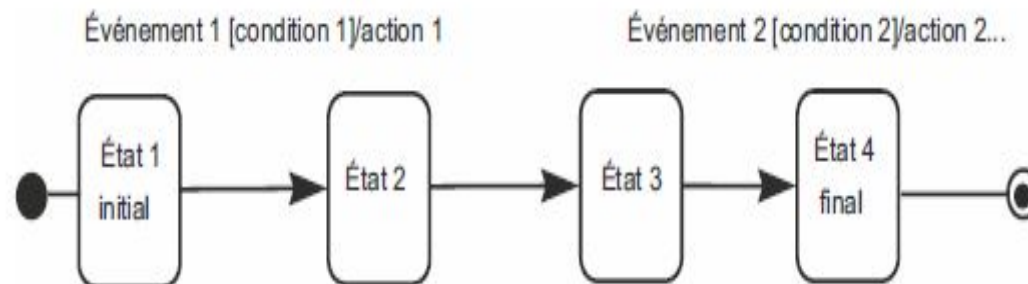 Événement 1 [condition 1]/action 1
Événement 2 [condition 2]/action 2...
État 1
initial
État 2
État 3
État 4
final